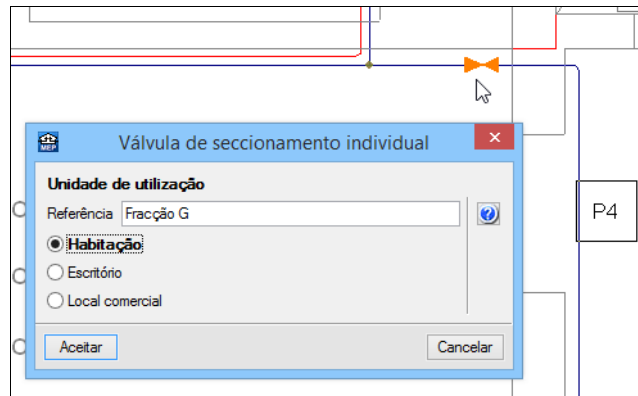 MEP
Válvula de seccionamento individual
Unidade de utilização
Referência Fracção G
Habitação
Escritório
Local comercial
Aceitar Cancelar
P4